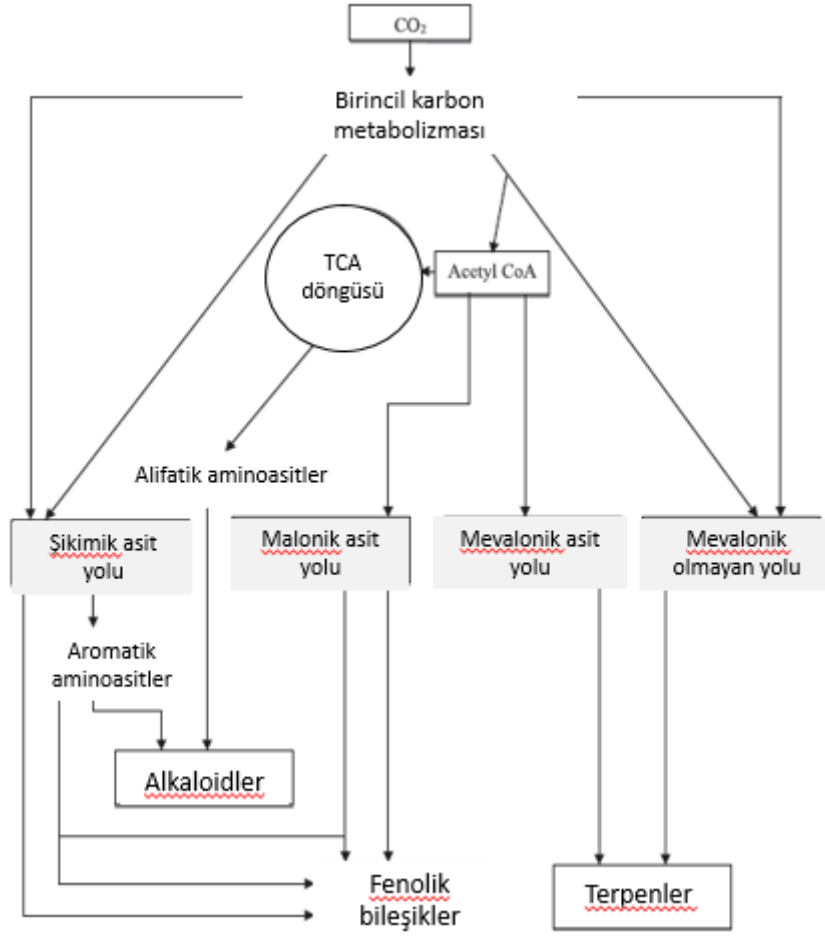 CO₂
Birincil karbon
metabolizması
TCA
döngüsü
Acetyl CoA
Alifatik aminoasitler
Şikimik asit
yolu
Malonik asit
yolu
Mevalonik asit
yolu
Mevalonik
olmayan yolu
Aromatik
aminoasitler
Alkaloidler
Fenolik
bileşikler
Terpenler